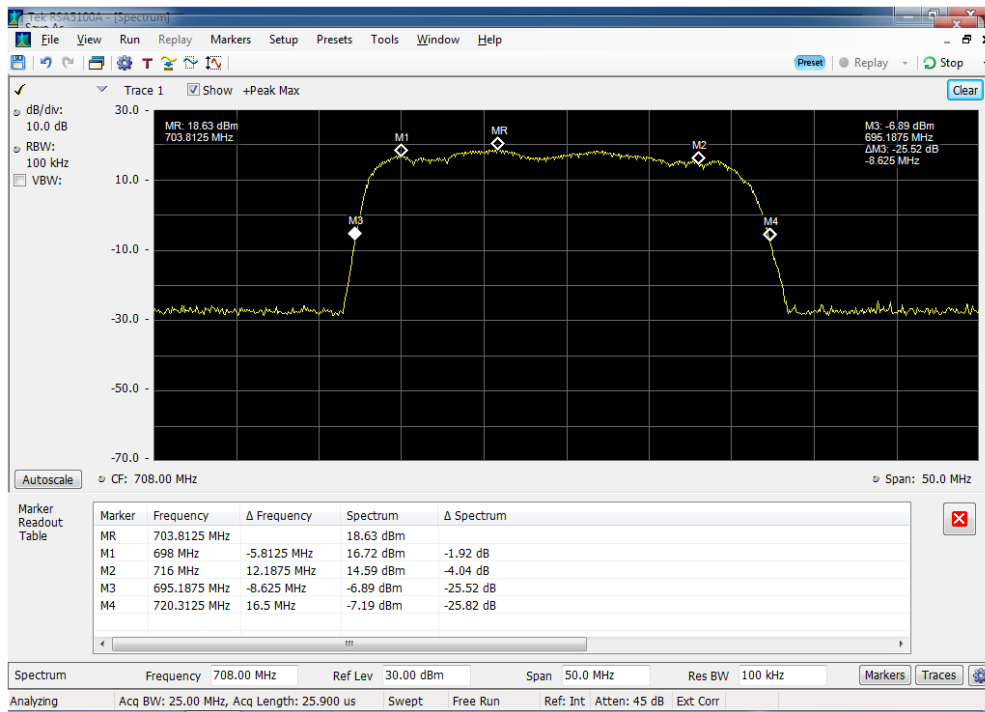 Tek RSA5100A - [Spectrum]
File View Run Replay Markers Setup Presets Tools Window Help
T Preset Replay Stop
Trace 1 Show +Peak Max Clear
dB/div:
10.0 dB
RBW:
100 kHz
VBW:
30.0
10.0
-10.0
-30.0
-50.0
-70.0
MR: 18.63 dBm
703.8125 MHz
M1
MR
M2
M3
M4
M3: -6.89 dBm
695.1875 MHz
ΔM3: -25.52 dB
-8.625 MHz
Autoscale CF: 708.00 MHz Span: 50.0 MHz
Marker
Readout
Table
Marker Frequency Δ Frequency Spectrum Δ Spectrum
MR 703.8125 MHz 18.63 dBm
M1 698 MHz -5.8125 MHz 16.72 dBm -1.92 dB
M2 716 MHz 12.1875 MHz 14.59 dBm -4.04 dB
M3 695.1875 MHz -8.625 MHz -6.89 dBm -25.52 dB
M4 720.3125 MHz 16.5 MHz -7.19 dBm -25.82 dB
Spectrum Frequency 708.00 MHz Ref Lev 30.00 dBm Span 50.0 MHz Res BW 100 kHz Markers Traces
Analyzing Acq BW: 25.00 MHz, Acq Length: 25.900 us Swept Free Run Ref: Int Atten: 45 dB Ext Corr